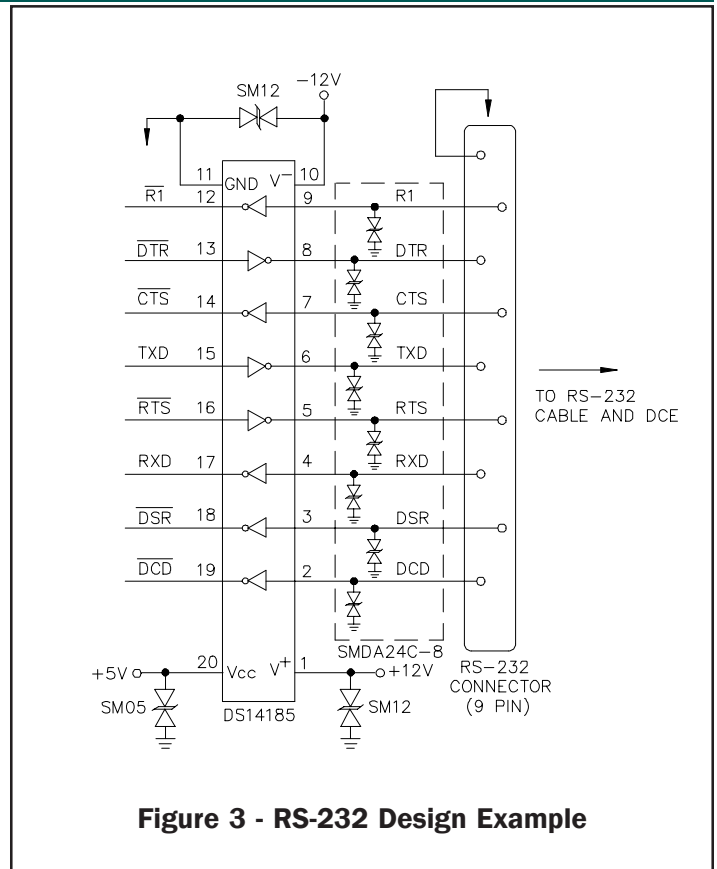 SM12
−12V
11 GND V− 10
R1 12 9 R1
DTR 13 8 DTR
CTS 14 7 CTS
TXD 15 6 TXD
RTS 16 5 RTS
RXD 17 4 RXD
DSR 18 3 DSR
DCD 19 2 DCD
TO RS−232
CABLE AND DCE
SMDA24C−8
+5V 20 Vcc V+ 1 +12V
SM05
DS14185
SM12
RS−232
CONNECTOR
(9 PIN)
Figure 3 - RS-232 Design Example